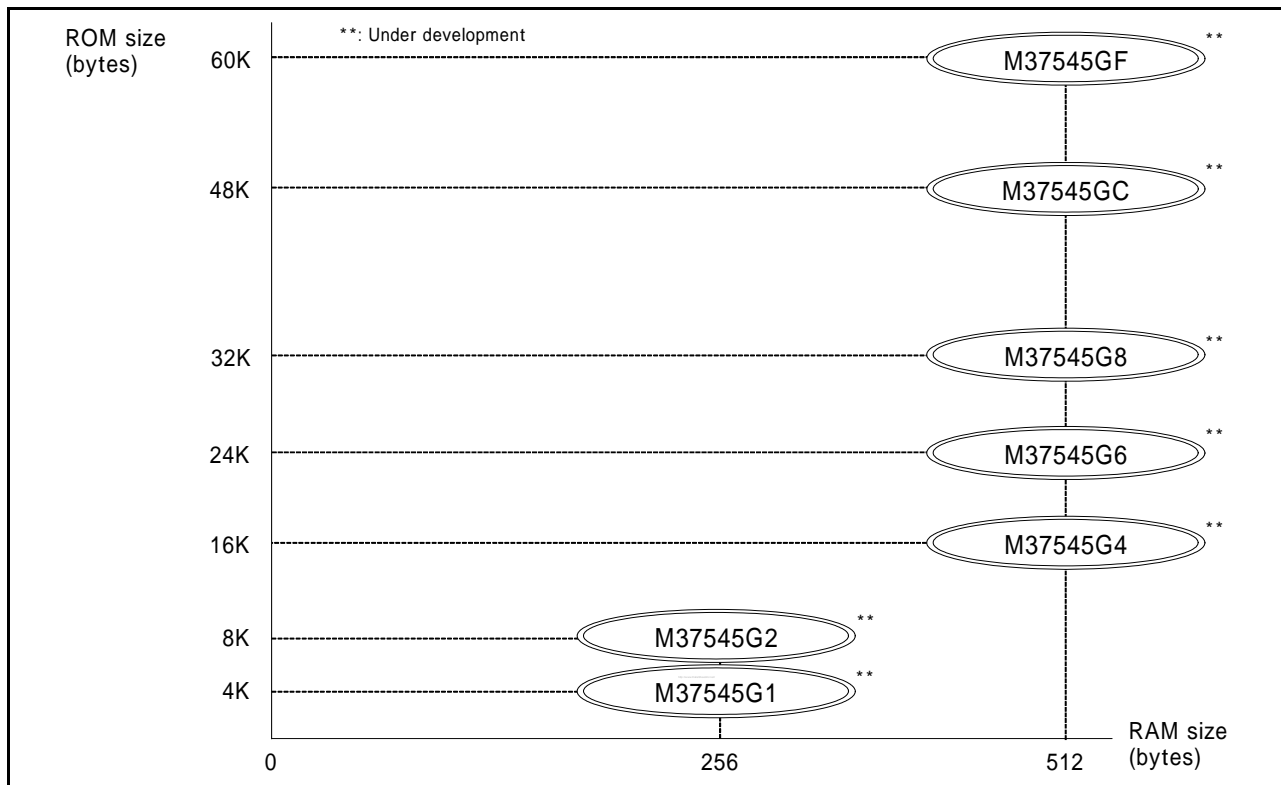 ROM size
(bytes)
**: Under development
60K
M37545GF
**
48K
M37545GC
**
32K
M37545G8
**
24K
M37545G6
**
16K
M37545G4
**
8K
M37545G2
**
4K
M37545G1
**
0
256
512
RAM size
(bytes)